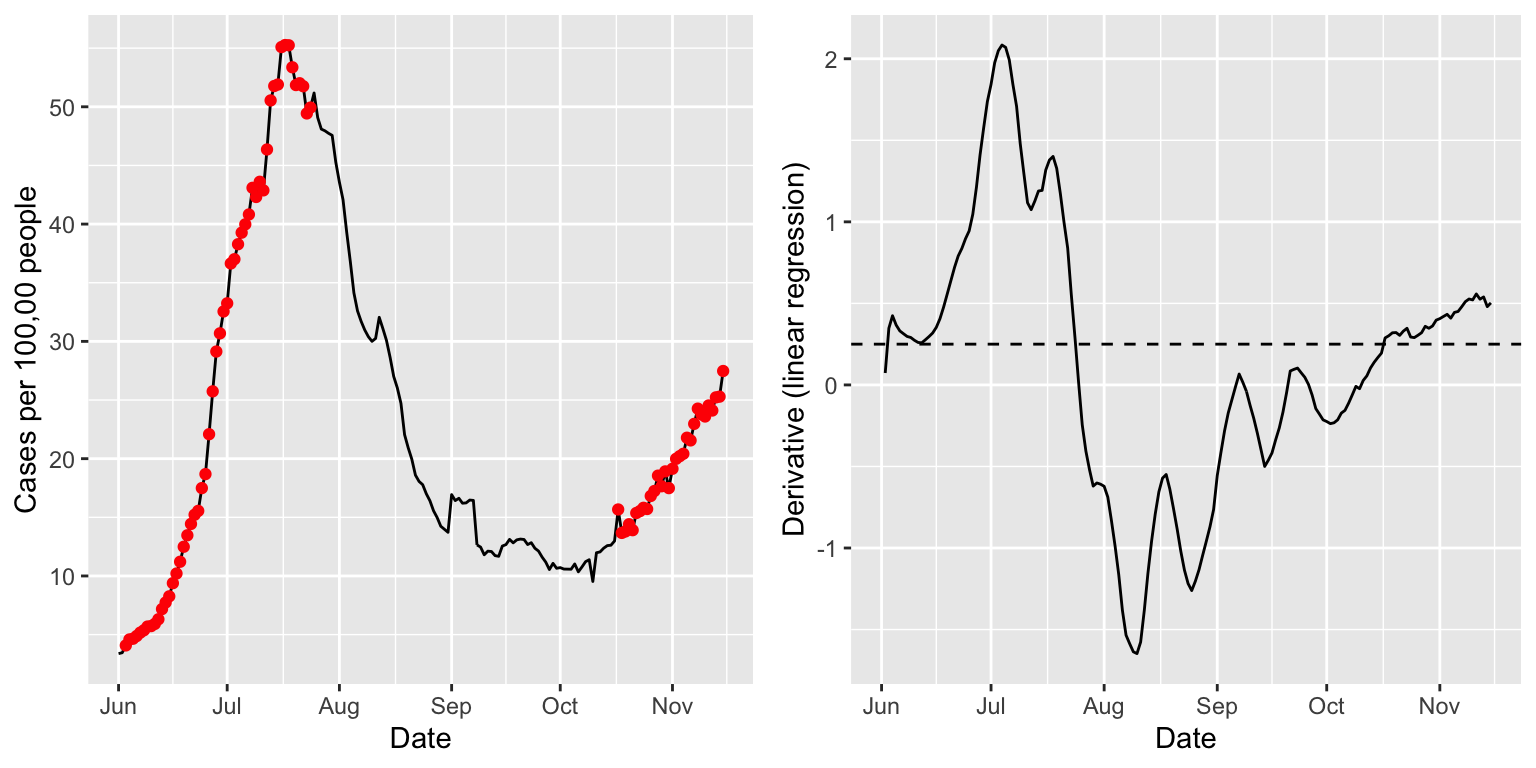 Cases per 100,00 people
50
40
30
20
10
Jun Jul Aug Sep Oct Nov
Date
Derivative (linear regression)
2
1
0
-1
Jun Jul Aug Sep Oct Nov
Date